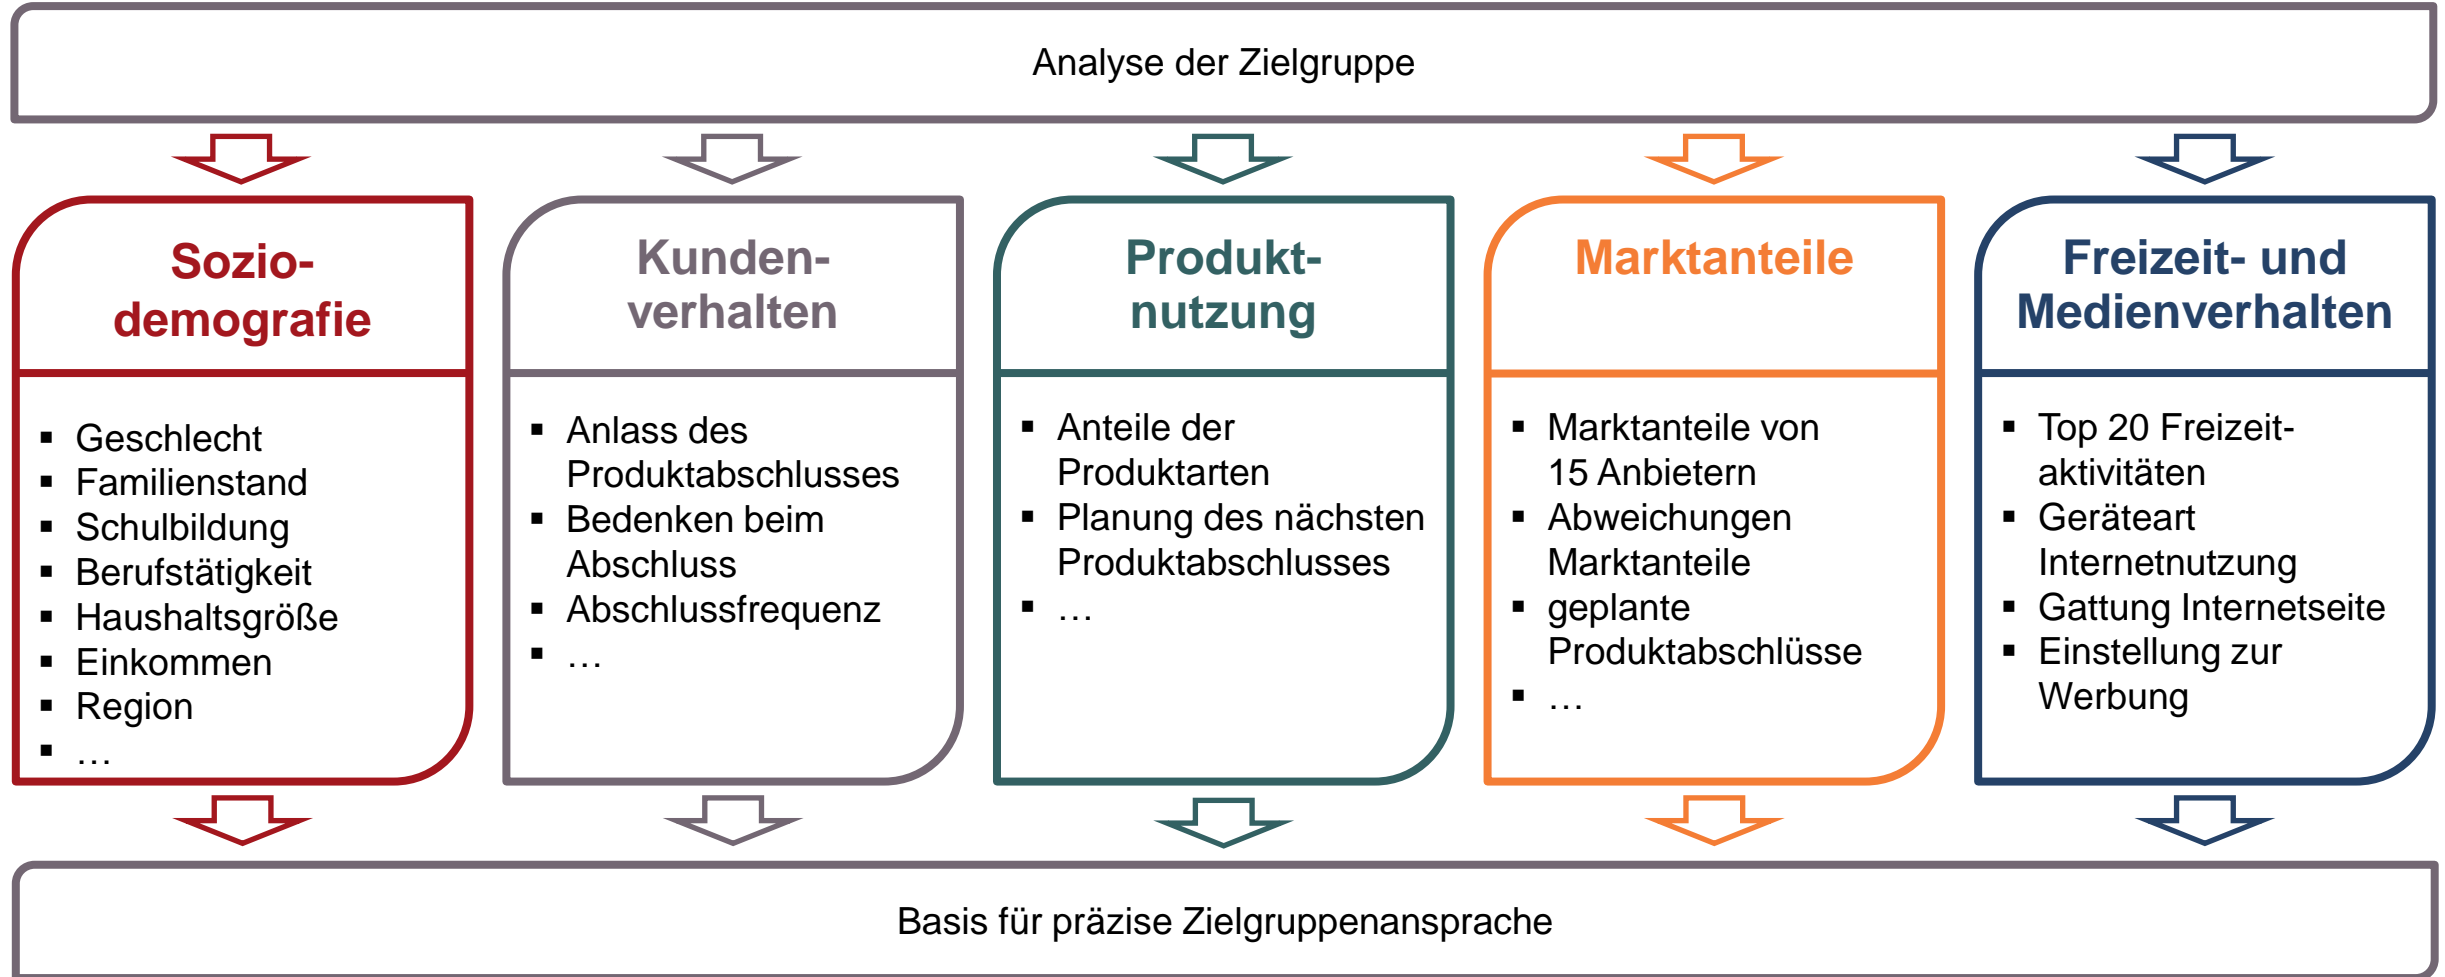 Analyse der Zielgruppe
Sozio-
demografie
▪ Geschlecht
▪ Familienstand
▪ Schulbildung
▪ Berufstätigkeit
▪ Haushaltsgröße
▪ Einkommen
▪ Region
▪ …
Kunden-
verhalten
▪ Anlass des
Produktabschlusses
▪ Bedenken beim
Abschluss
▪ Abschlussfrequenz
▪ …
Produkt-
nutzung
▪ Anteile der
Produktarten
▪ Planung des nächsten
Produktabschlusses
▪ …
Marktanteile
▪ Marktanteile von
15 Anbietern
▪ Abweichungen
Marktanteile
▪ geplante
Produktabschlüsse
▪ …
Freizeit- und
Medienverhalten
▪ Top 20 Freizeit-
aktivitäten
▪ Geräteart
Internetnutzung
▪ Gattung Internetseite
▪ Einstellung zur
Werbung
Basis für präzise Zielgruppenansprache